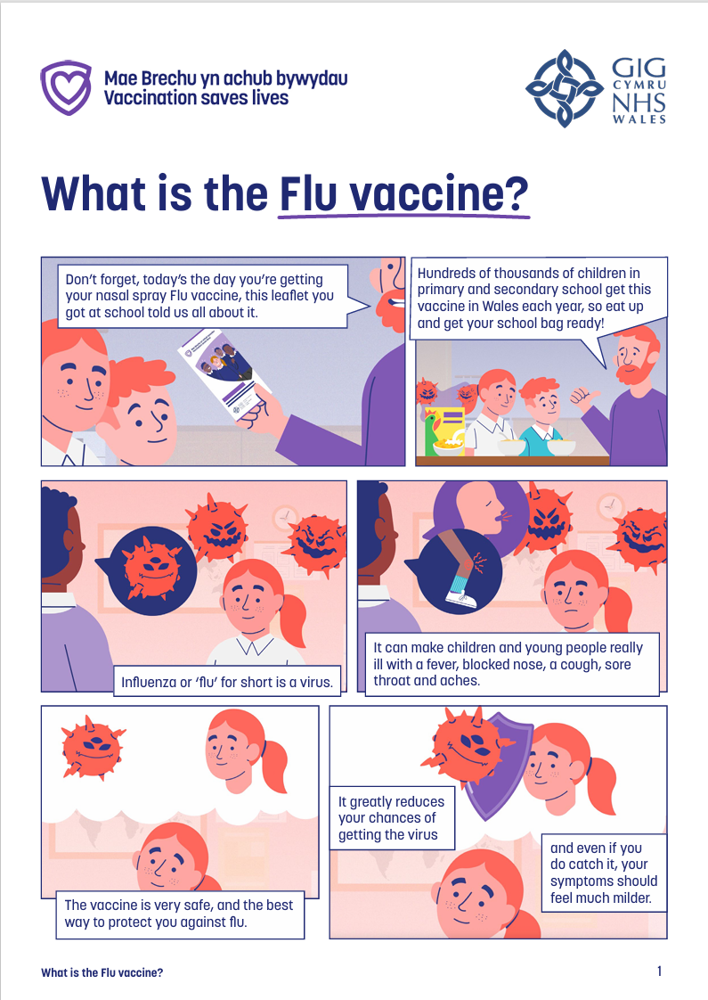 Mae Brechu yn achub bywydau
Vaccination saves lives
GIG
CYMRU
NHS
WALES
What is the Flu vaccine?
Don't forget, today's the day you're getting
your nasal spray Flu vaccine, this leaflet you
got at school told us all about it.
Hundreds of thousands of children in
primary and secondary school get this
vaccine in Wales each year, so eat up
and get your school bag ready!
Influenza or ‘flu’ for short is a virus.
It can make children and young people really
ill with a fever, blocked nose, a cough, sore
throat and aches.
The vaccine is very safe, and the best
way to protect you against flu.
It greatly reduces
your chances of
getting the virus
and even if you
do catch it, your
symptoms should
feel much milder.
What is the Flu vaccine?
1